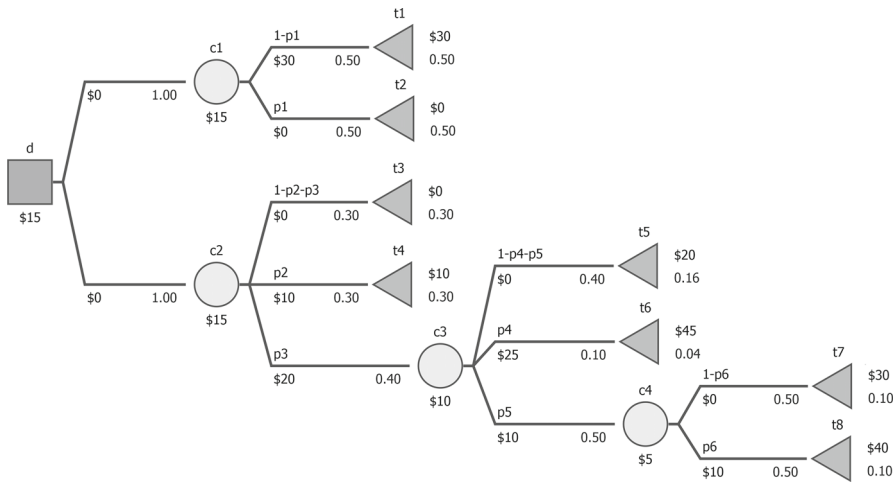 t1
1-p1
$30 0.50
$30
0.50
c1
$15
$0 1.00
t2
p1
$0 0.50
$0
0.50
d
$15
t3
1-p2-p3
$0 0.30
$0
0.30
c2
$15
$0 1.00
t4
p2
$10 0.30
$10
0.30
p3
$20 0.40
c3
$10
t5
1-p4-p5
$0 0.40
$20
0.16
t6
p4
$25 0.10
$45
0.04
p5
$10 0.50
c4
$5
t7
1-p6
$0 0.50
$30
0.10
t8
p6
$10 0.50
$40
0.10